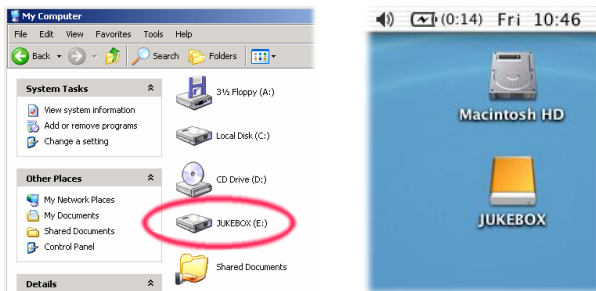 My Computer
File Edit View Favorites Tools Help
Back Search Folders
System Tasks
View system information
Add or remove programs
Change a setting
Other Places
My Network Places
My Documents
Shared Documents
Control Panel
Details
3½ Floppy (A:)
Local Disk (C:)
CD Drive (D:)
JUKEBOX (E:)
Shared Documents
(0:14) Fri 10:46
Macintosh HD
JUKEBOX